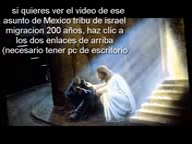 si quieres ver el video de ese
asunto de Mexico tribu de israel
migracion 200 años, haz clic a
los dos enlaces de arriba
(necesario tener pc de escritorio